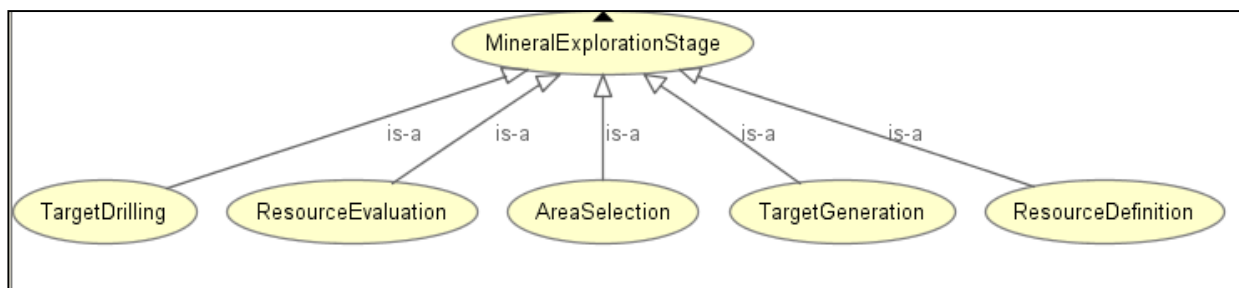 MineralExplorationStage
is-a is-a is-a is-a is-a
TargetDrilling ResourceEvaluation AreaSelection TargetGeneration ResourceDefinition